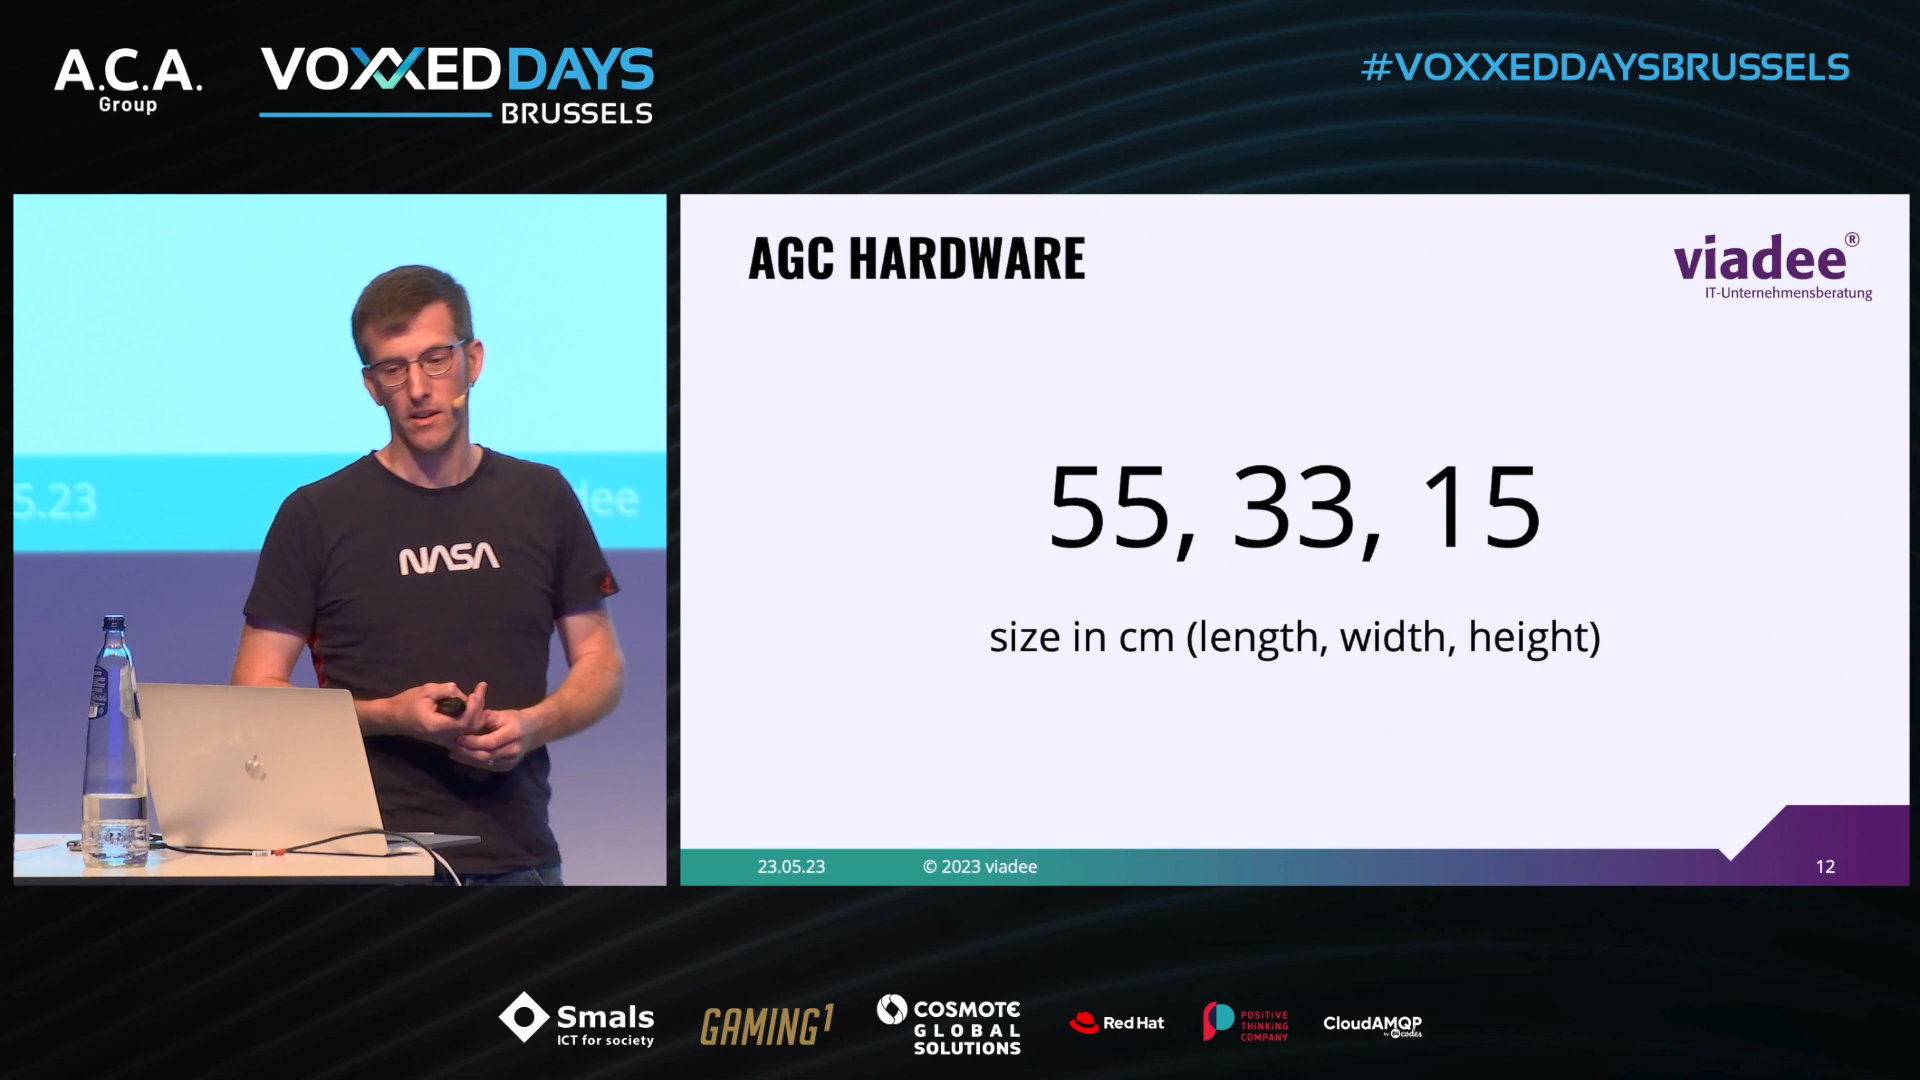 A.C.A.
Group
VOXXEDDAYS
BRUSSELS
#VOXXEDDAYSBRUSSELS
5.23
dee
NASA
AGC HARDWARE
viadee®
IT-Unternehmensberatung
55, 33, 15
size in cm (length, width, height)
23.05.23
© 2023 viadee
12
Smals
ICT for society
GAMING1
COSMOTE
GLOBAL
SOLUTIONS
Red Hat
POSITIVE
THINKING
COMPANY
CloudAMQP